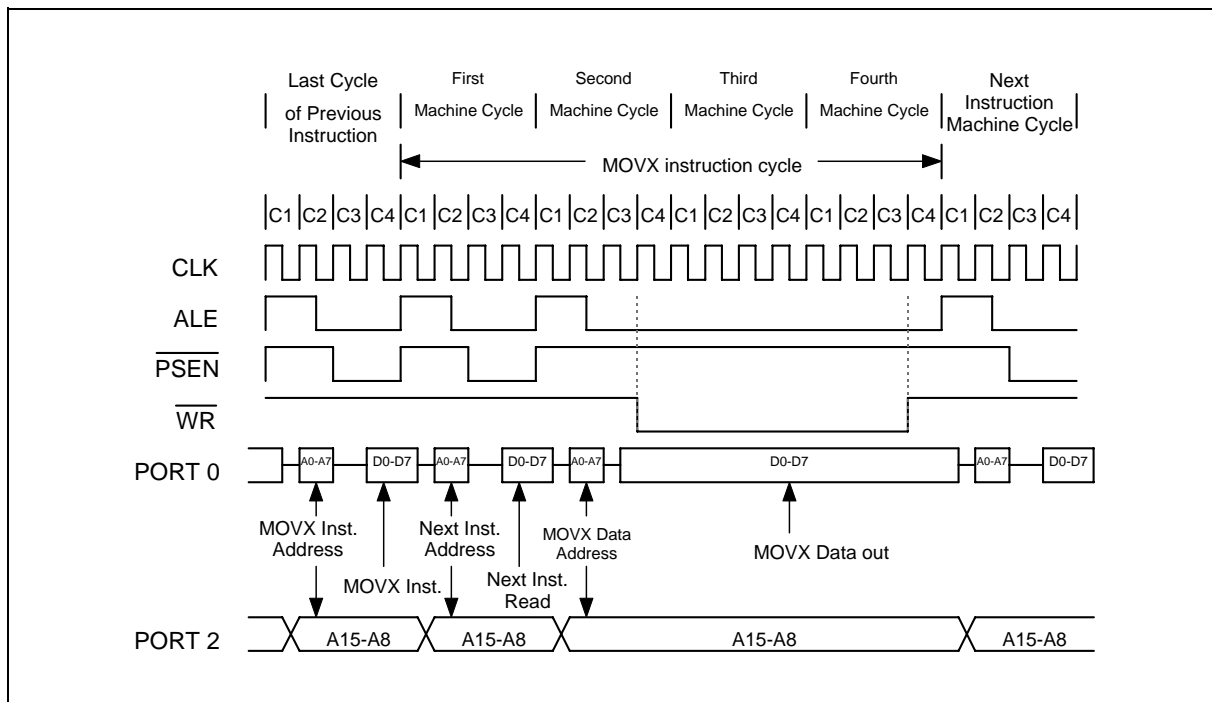 Last Cycle
of Previous
Instruction
First
Machine Cycle
Second
Machine Cycle
Third
Machine Cycle
Fourth
Machine Cycle
Next
Instruction
Machine Cycle
MOVX instruction cycle
C1 C2 C3 C4 C1 C2 C3 C4 C1 C2 C3 C4 C1 C2 C3 C4 C1 C2 C3 C4 C1 C2 C3 C4
CLK
ALE
PSEN
WR
PORT 0
A0-A7 D0-D7 A0-A7 D0-D7 A0-A7 D0-D7 A0-A7 D0-D7
MOVX Inst.
Address
MOVX Inst.
Next Inst.
Address
Next Inst.
Read
MOVX Data
Address
MOVX Data out
PORT 2
A15-A8 A15-A8 A15-A8 A15-A8